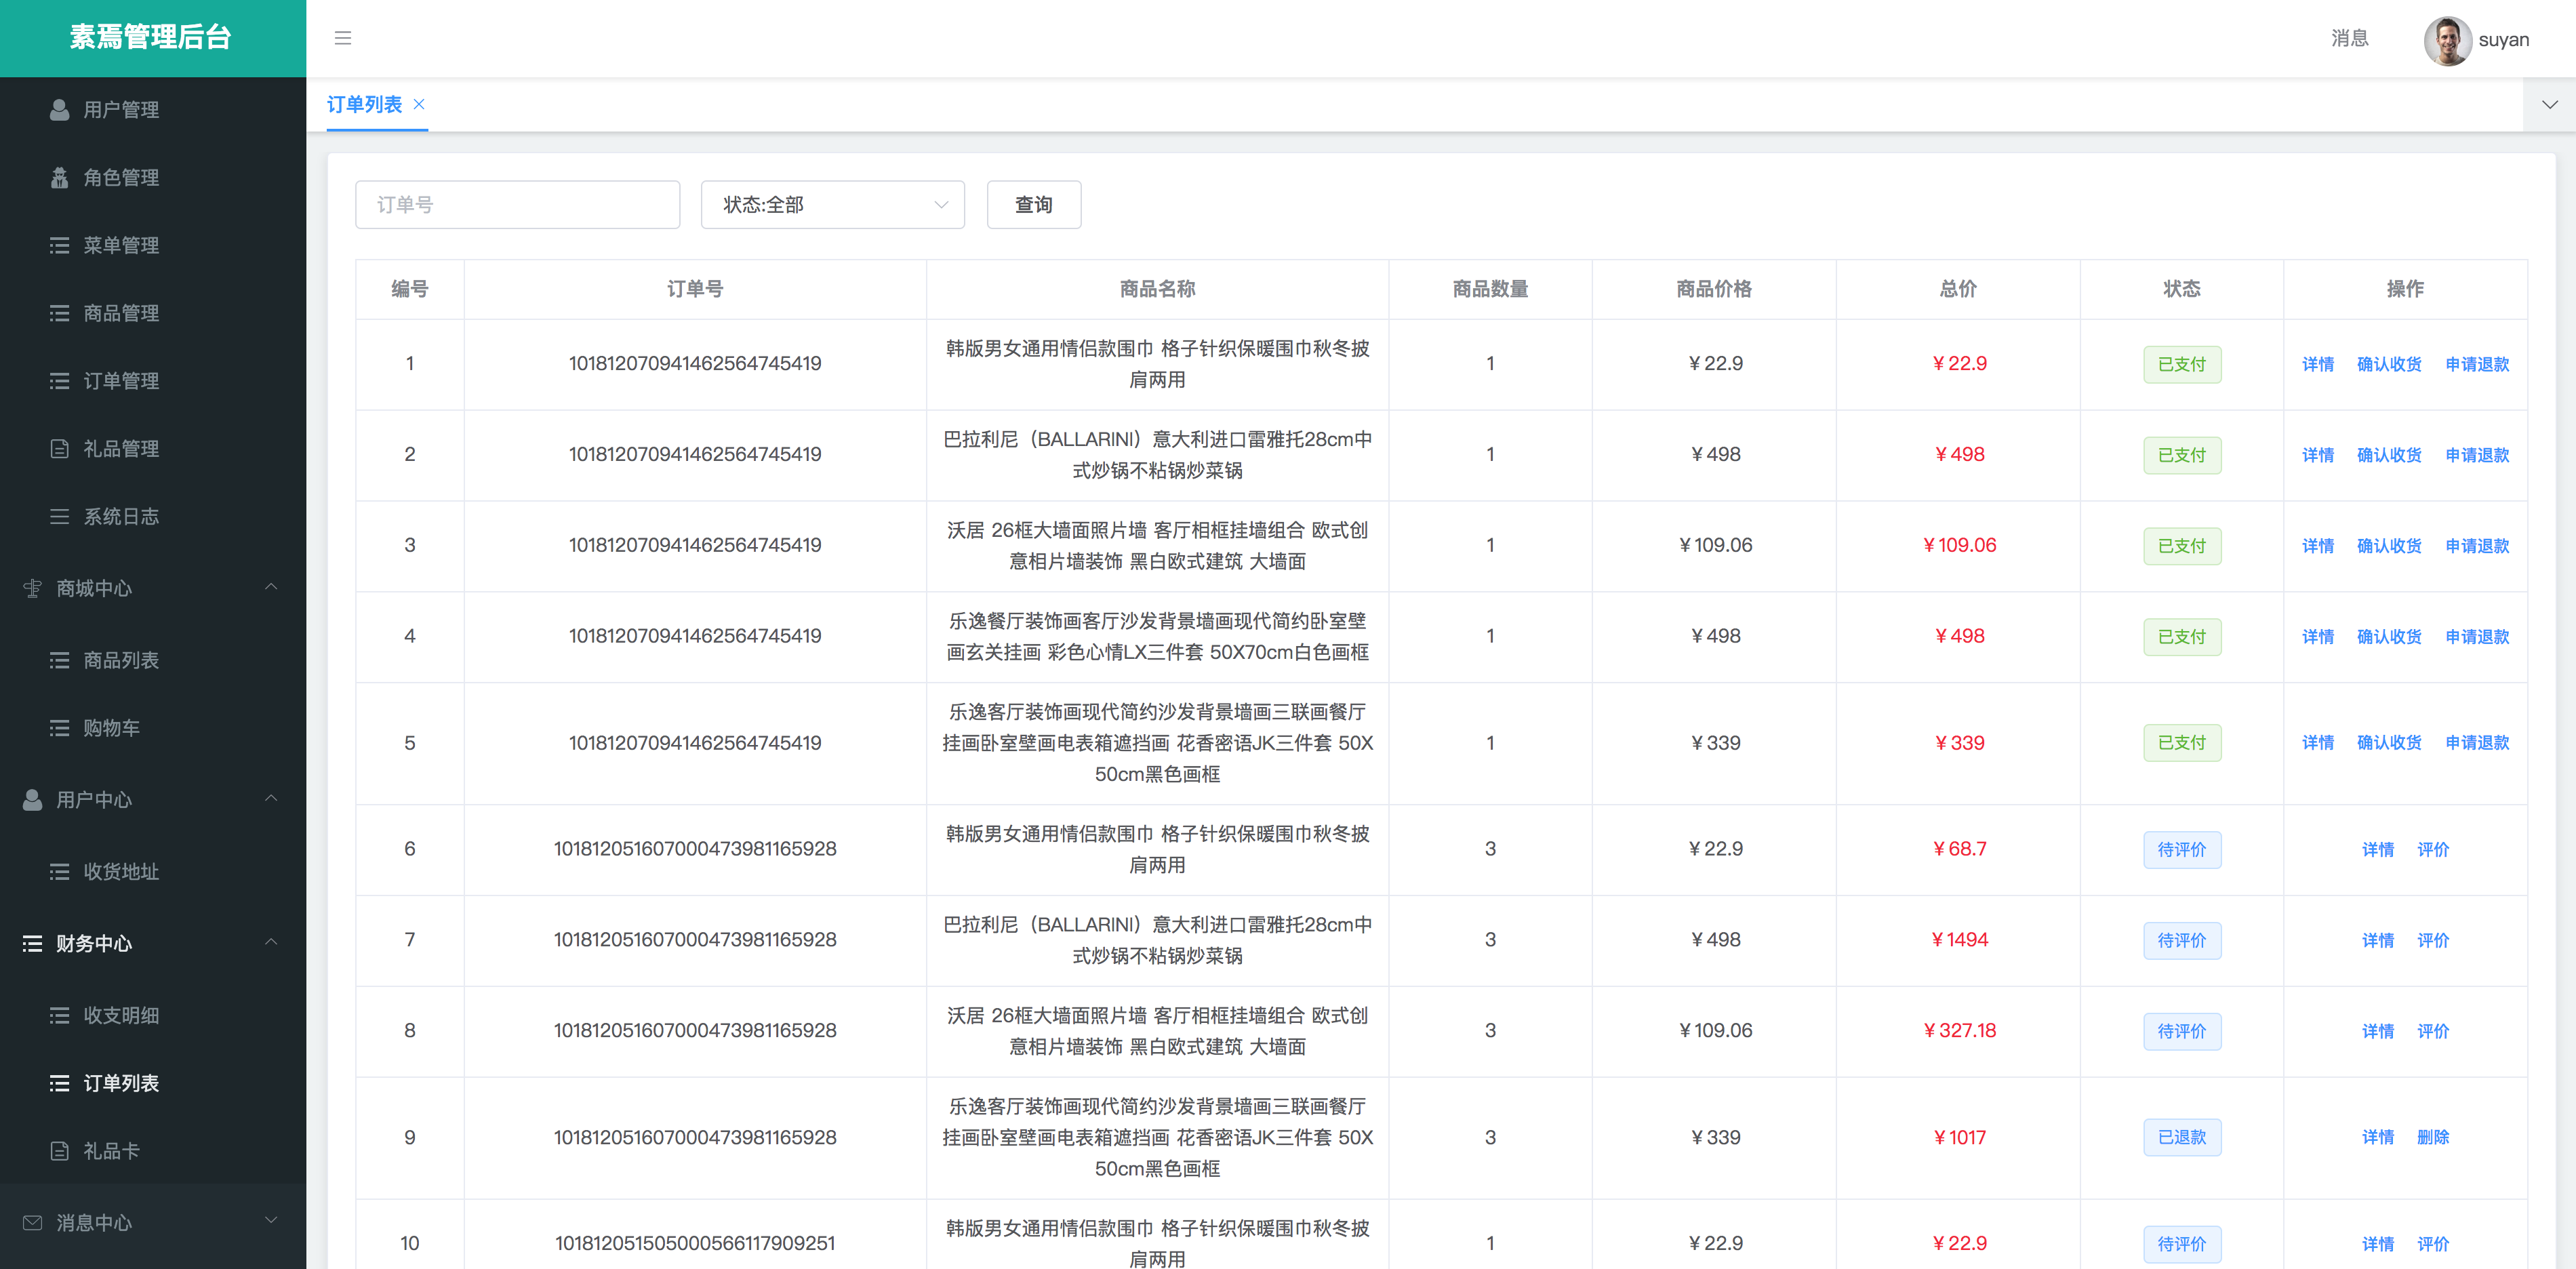 素焉管理后台
消息
suyan
用户管理
角色管理
菜单管理
商品管理
订单管理
礼品管理
系统日志
商城中心
商品列表
购物车
用户中心
收货地址
财务中心
收支明细
订单列表
礼品卡
消息中心
订单列表
订单号
状态:全部
查询
编号 订单号 商品名称 商品数量 商品价格 总价 状态 操作
1 101812070941462564745419 韩版男女通用情侣款围巾 格子针织保暖围巾秋冬披 1 ¥22.9 ¥22.9 已支付 详情 确认收货 申请退款
肩两用
2 101812070941462564745419 巴拉利尼（BALLARINI）意大利进口雷雅托28cm中 1 ¥498 ¥498 已支付 详情 确认收货 申请退款
式炒锅不粘锅炒菜锅
3 101812070941462564745419 沃居 26框大墙面照片墙 客厅相框挂墙组合 欧式创 1 ¥109.06 ¥109.06 已支付 详情 确认收货 申请退款
意相片墙装饰 黑白欧式建筑 大墙面
4 101812070941462564745419 乐逸餐厅装饰画客厅沙发背景墙画现代简约卧室壁 1 ¥498 ¥498 已支付 详情 确认收货 申请退款
画玄关挂画 彩色心情LX三件套 50X70cm白色画框
5 101812070941462564745419 乐逸客厅装饰画现代简约沙发背景墙画三联画餐厅 1 ¥339 ¥339 已支付 详情 确认收货 申请退款
挂画卧室壁画电表箱遮挡画 花香密语JK三件套 50X
50cm黑色画框
6 101812051607000473981165928 韩版男女通用情侣款围巾 格子针织保暖围巾秋冬披 3 ¥22.9 ¥68.7 待评价 详情 评价
肩两用
7 101812051607000473981165928 巴拉利尼（BALLARINI）意大利进口雷雅托28cm中 3 ¥498 ¥1494 待评价 详情 评价
式炒锅不粘锅炒菜锅
8 101812051607000473981165928 沃居 26框大墙面照片墙 客厅相框挂墙组合 欧式创 3 ¥109.06 ¥327.18 待评价 详情 评价
意相片墙装饰 黑白欧式建筑 大墙面
9 101812051607000473981165928 乐逸客厅装饰画现代简约沙发背景墙画三联画餐厅 3 ¥339 ¥1017 已退款 详情 删除
挂画卧室壁画电表箱遮挡画 花香密语JK三件套 50X
50cm黑色画框
10 101812051505000566117909251 韩版男女通用情侣款围巾 格子针织保暖围巾秋冬披 1 ¥22.9 ¥22.9 待评价 详情 评价
肩两用